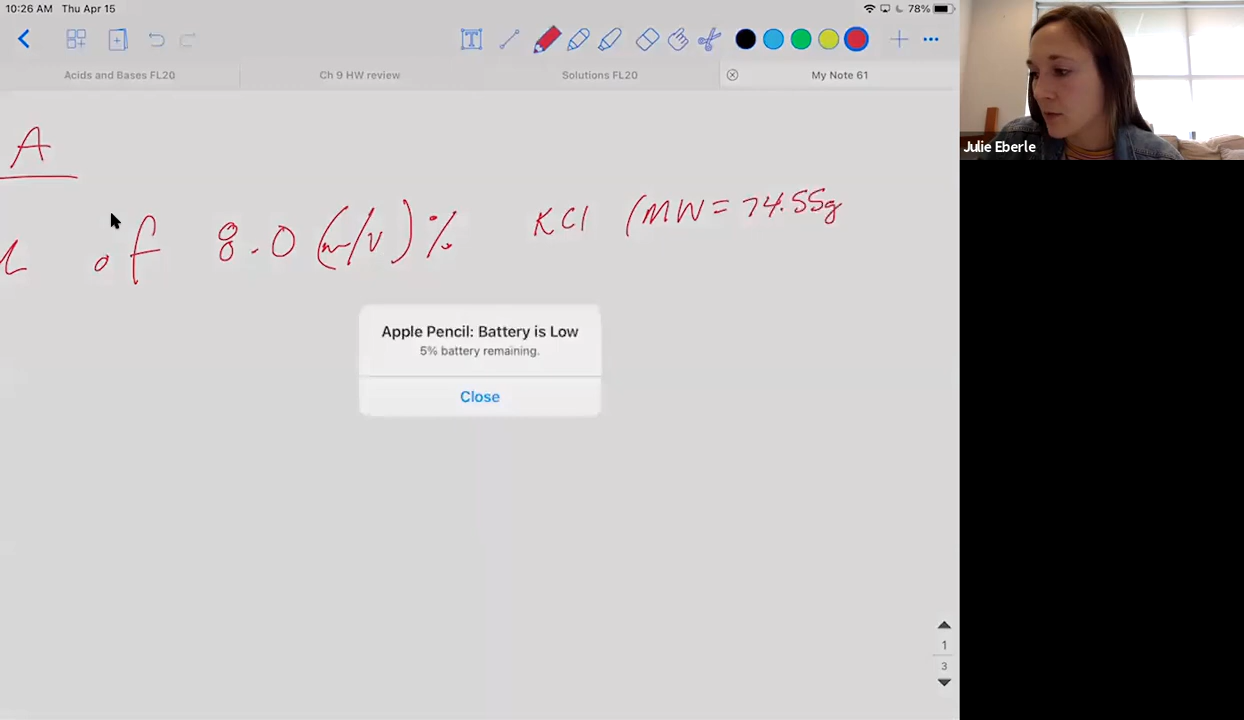 10:26 AM Thu Apr 15
78%
Acids and Bases FL20
Ch 9 HW review
Solutions FL20
My Note 61
Julie Eberle
A
of 8.0 (m/v) % KCl (MW = 74.55g
Apple Pencil: Battery is Low
5% battery remaining.
Close
1
3